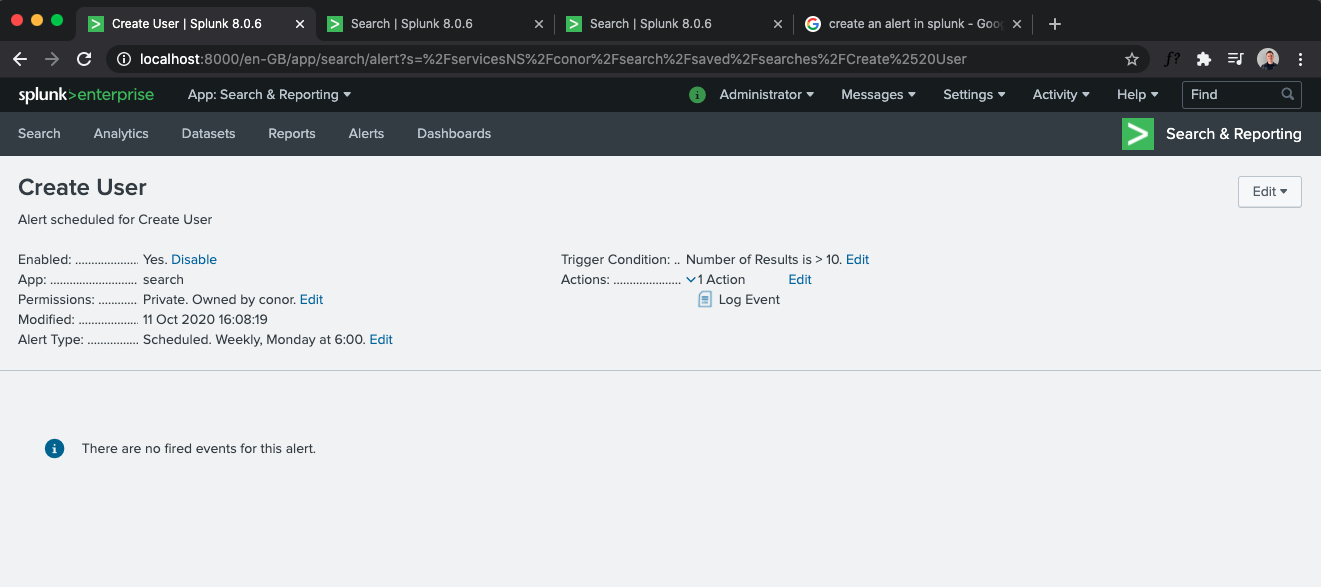 Create User | Splunk 8.0.6
Search | Splunk 8.0.6
Search | Splunk 8.0.6
create an alert in splunk - Goo
localhost:8000/en-GB/app/search/alert?s=%2FservicesNS%2Fconor%2Fsearch%2Fsaved%2Fsearches%2FCreate%2520User
f?
splunk>enterprise
App: Search & Reporting
i
Administrator
Messages
Settings
Activity
Help
Find
Search
Analytics
Datasets
Reports
Alerts
Dashboards
Search & Reporting
Create User
Edit
Alert scheduled for Create User
Enabled: .................... Yes. Disable
App: ........................... search
Permissions: ............ Private. Owned by conor. Edit
Modified: ................... 11 Oct 2020 16:08:19
Alert Type: ................ Scheduled. Weekly, Monday at 6:00. Edit
Trigger Condition: .. Number of Results is > 10. Edit
Actions: ..................... 1 Action Edit
Log Event
There are no fired events for this alert.